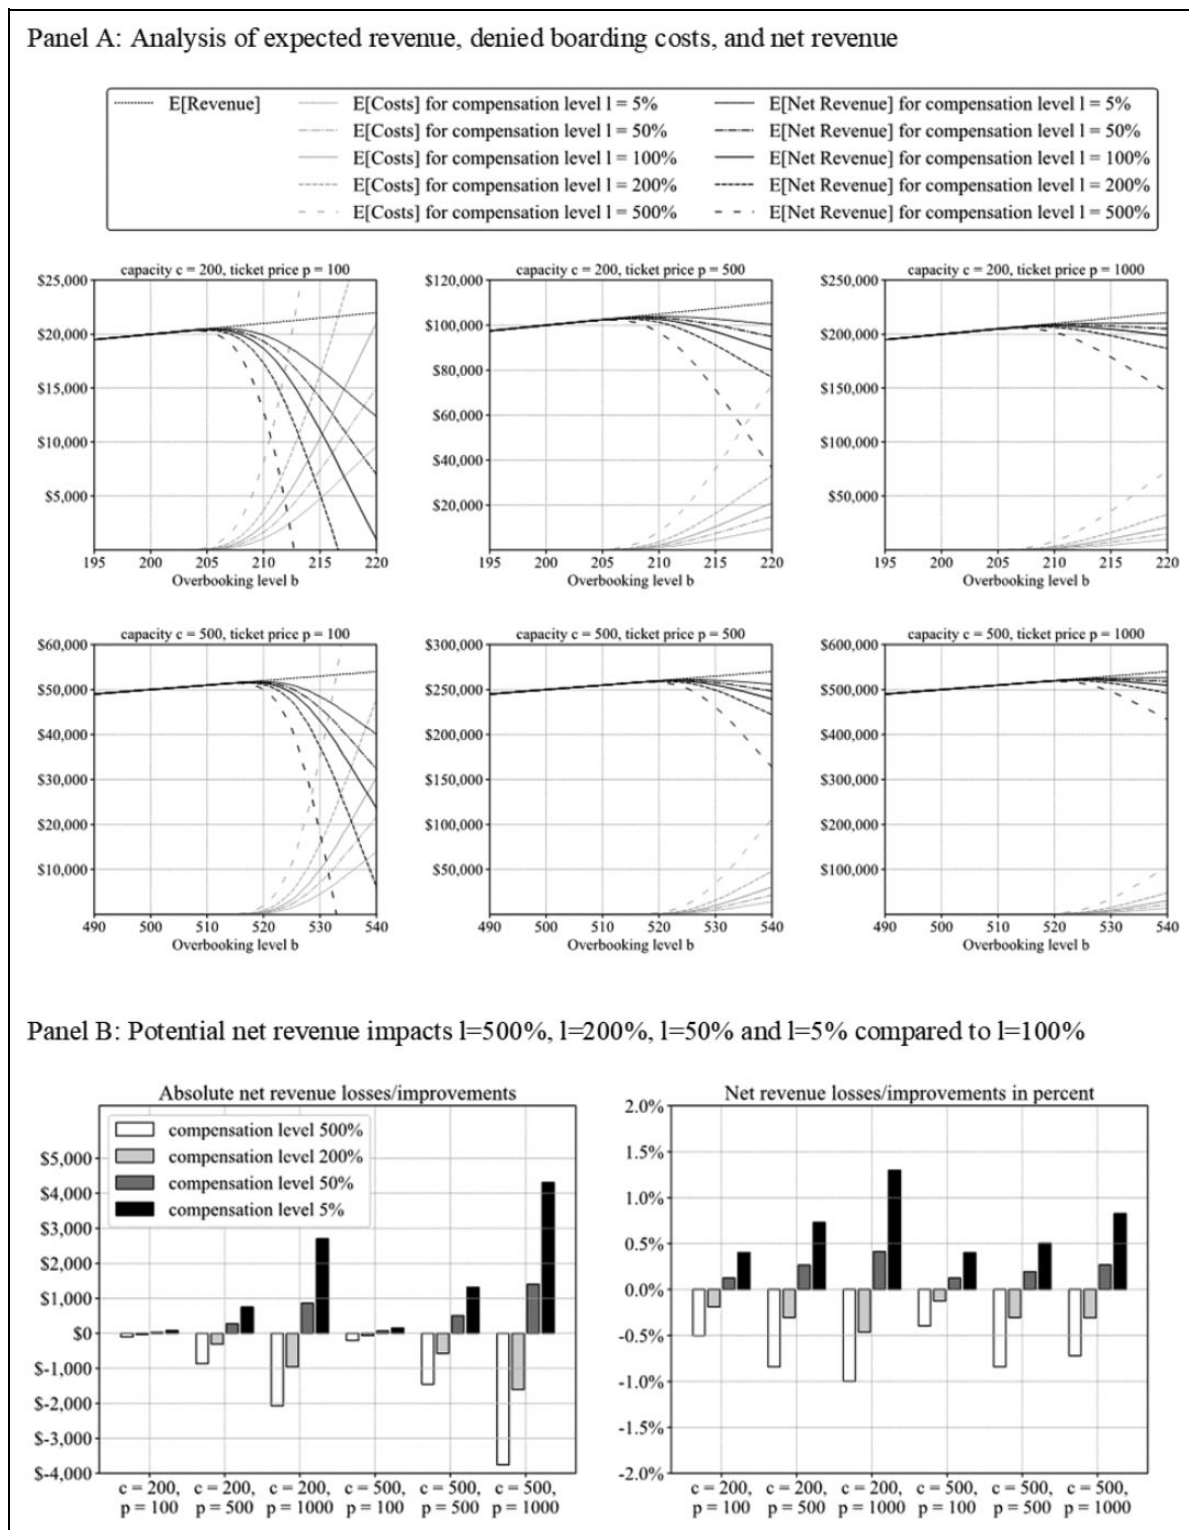 Panel A: Analysis of expected revenue, denied boarding costs, and net revenue
E[Revenue]
E[Costs] for compensation level l = 5%
E[Net Revenue] for compensation level l = 5%
E[Costs] for compensation level l = 50%
E[Net Revenue] for compensation level l = 50%
E[Costs] for compensation level l = 100%
E[Net Revenue] for compensation level l = 100%
E[Costs] for compensation level l = 200%
E[Net Revenue] for compensation level l = 200%
E[Costs] for compensation level l = 500%
E[Net Revenue] for compensation level l = 500%
capacity c = 200, ticket price p = 100
$25,000
$20,000
$15,000
$10,000
$5,000
195 200 205 210 215 220
Overbooking level b
capacity c = 200, ticket price p = 500
$120,000
$100,000
$80,000
$60,000
$40,000
$20,000
195 200 205 210 215 220
Overbooking level b
capacity c = 200, ticket price p = 1000
$250,000
$200,000
$150,000
$100,000
$50,000
195 200 205 210 215 220
Overbooking level b
capacity c = 500, ticket price p = 100
$60,000
$50,000
$40,000
$30,000
$20,000
$10,000
490 500 510 520 530 540
Overbooking level b
capacity c = 500, ticket price p = 500
$300,000
$250,000
$200,000
$150,000
$100,000
$50,000
490 500 510 520 530 540
Overbooking level b
capacity c = 500, ticket price p = 1000
$600,000
$500,000
$400,000
$300,000
$200,000
$100,000
490 500 510 520 530 540
Overbooking level b
Panel B: Potential net revenue impacts l=500%, l=200%, l=50% and l=5% compared to l=100%
Absolute net revenue losses/improvements
compensation level 500%
compensation level 200%
compensation level 50%
compensation level 5%
$5,000
$4,000
$3,000
$2,000
$1,000
$0
$-1,000
$-2,000
$-3,000
$-4,000
c = 200, c = 200, c = 200, c = 500, c = 500, c = 500,
p = 100 p = 500 p = 1000 p = 100 p = 500 p = 1000
Net revenue losses/improvements in percent
2.0%
1.5%
1.0%
0.5%
0.0%
-0.5%
-1.0%
-1.5%
-2.0%
c = 200, c = 200, c = 200, c = 500, c = 500, c = 500,
p = 100 p = 500 p = 1000 p = 100 p = 500 p = 1000